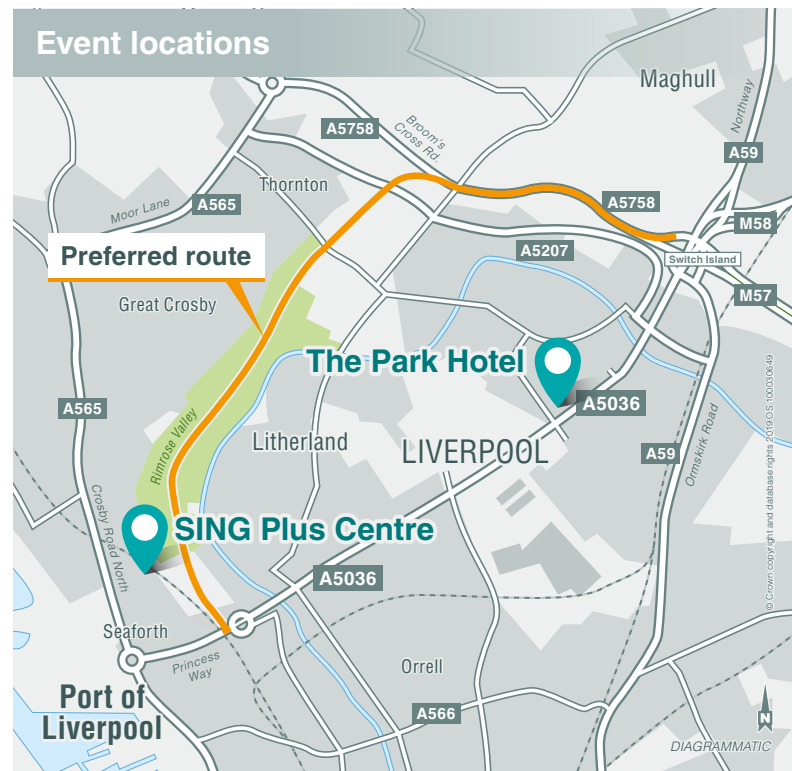 Event locations
Maghull
Northway
A5758
Broom's
Cross Rd.
A59
Thornton
A565
Moor Lane
A5758
M58
A5207
Switch Island
Preferred route
M57
Great Crosby
The Park Hotel
A5036
A565
Rimrose Valley
Litherland
LIVERPOOL
A59
Ormskirk Road
Crosby Road North
SING Plus Centre
A5036
Seaforth
Princess
Way
Orrell
Port of
Liverpool
A566
N
DIAGRAMMATIC
© Crown copyright and database rights 2019 OS 100030649